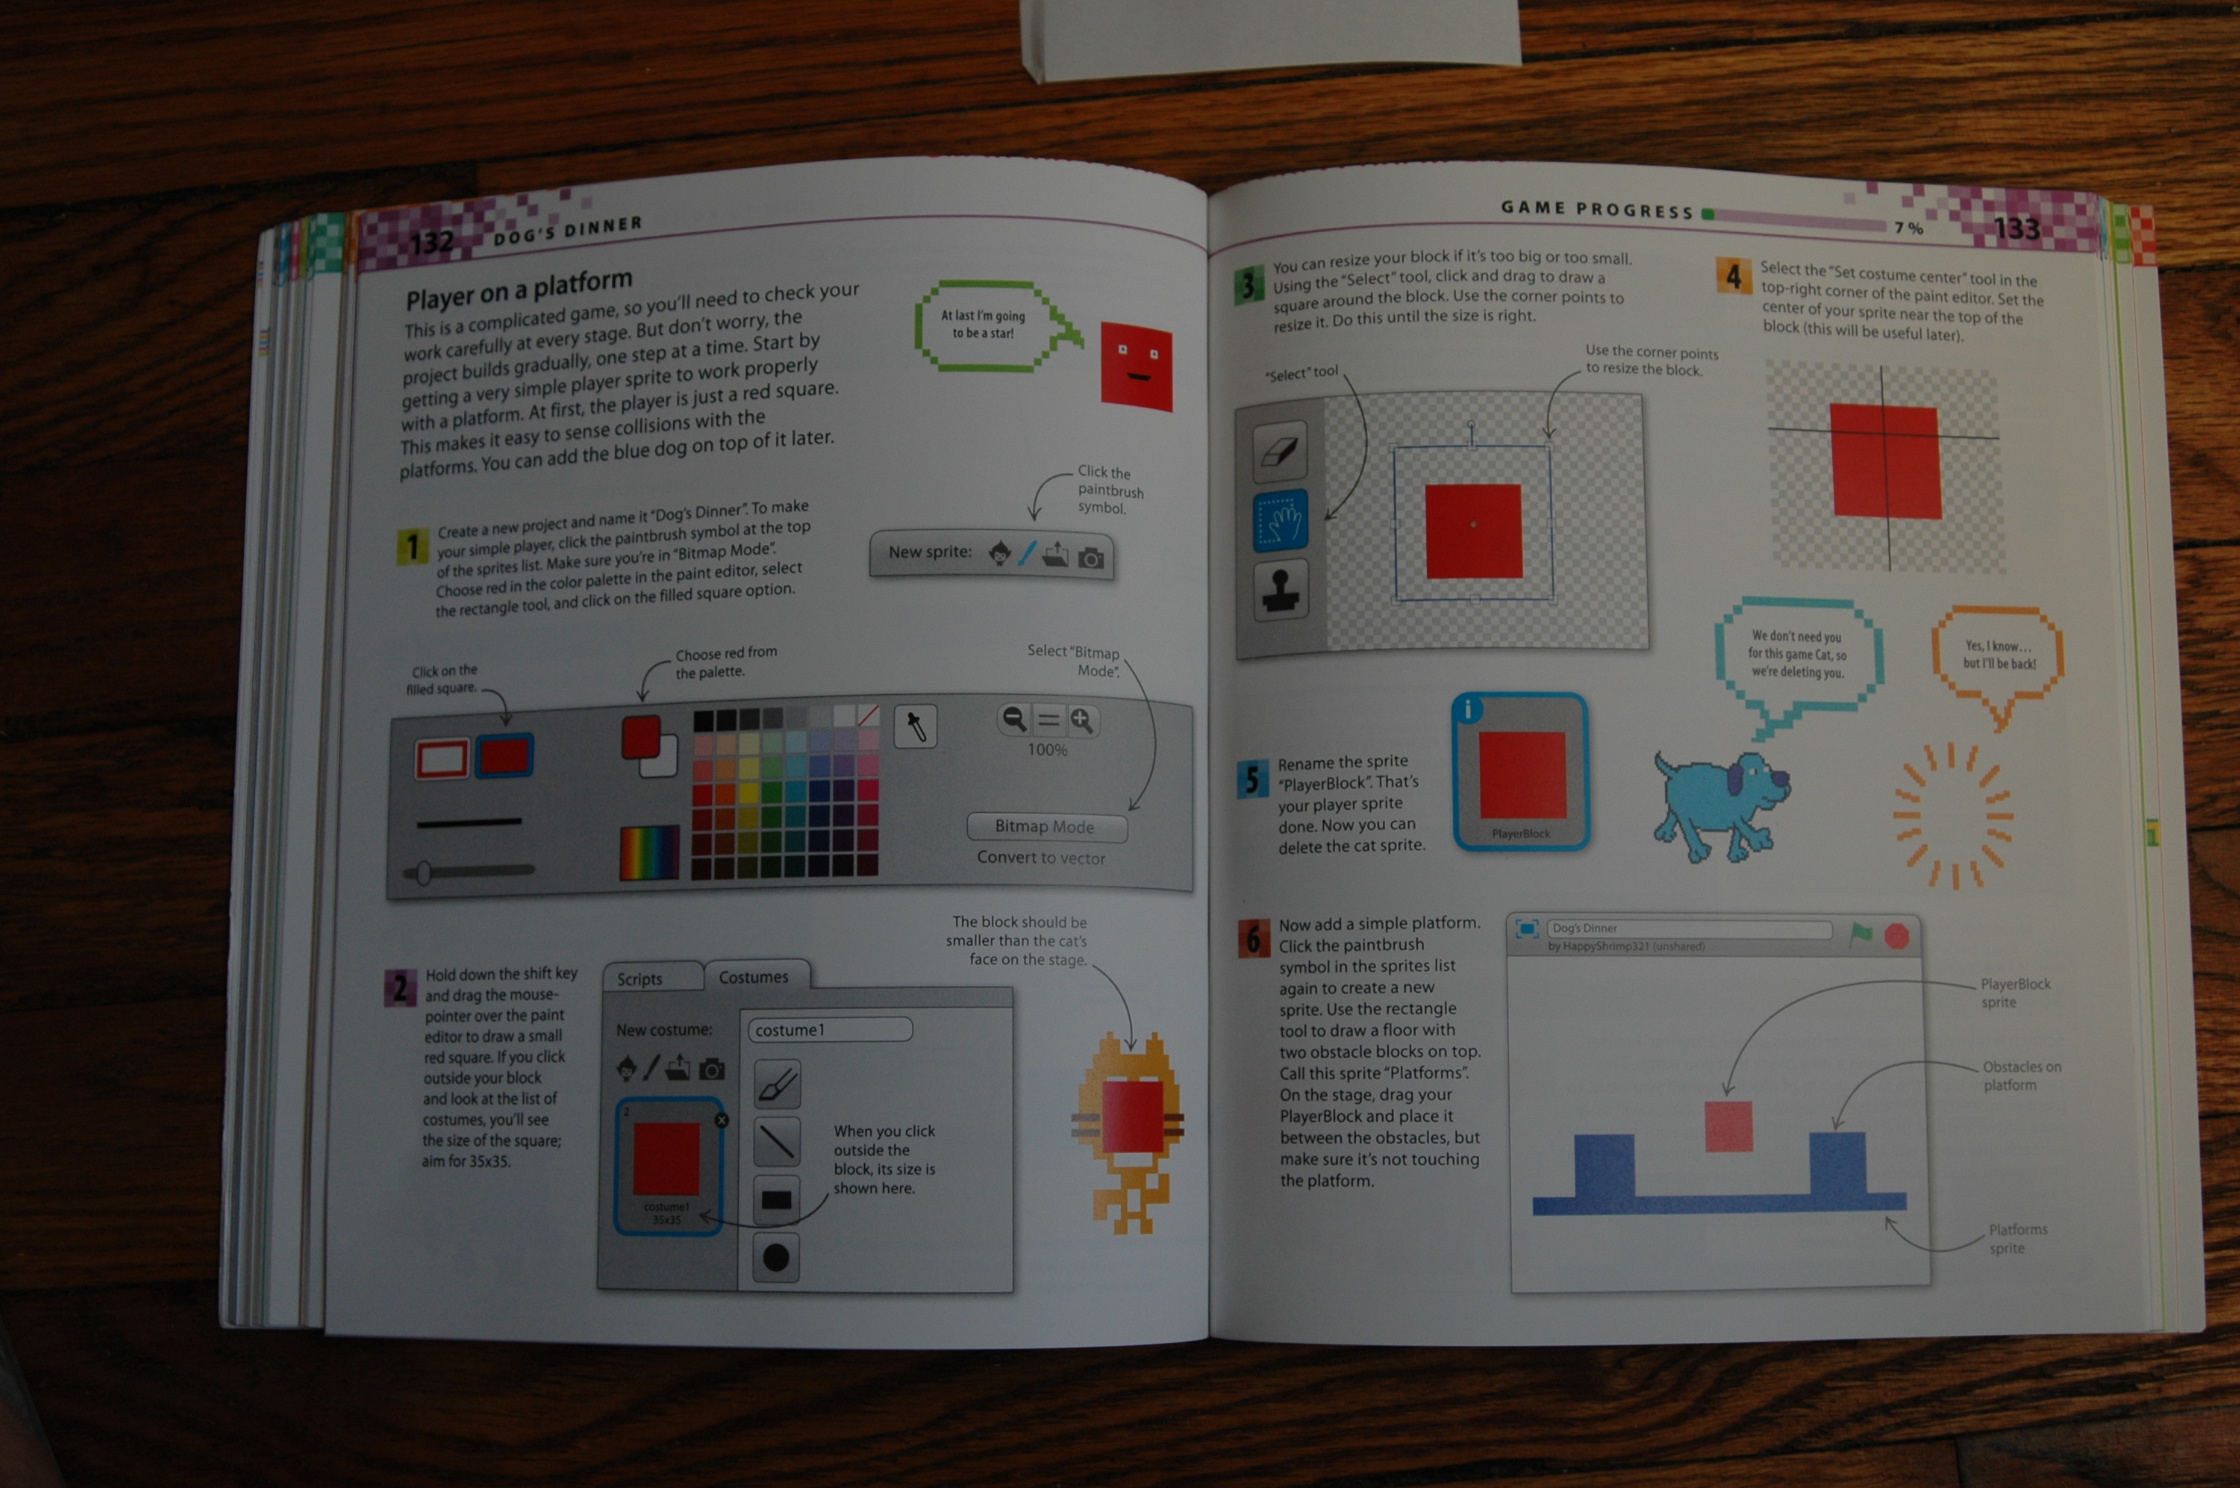 132 DOG'S DINNER
Player on a platform
This is a complicated game, so you'll need to check your
work carefully at every stage. But don't worry, the
project builds gradually, one step at a time. Start by
getting a very simple player sprite to work properly
with a platform. At first, the player is just a red square.
This makes it easy to sense collisions with the
platforms. You can add the blue dog on top of it later.
At last I'm going
to be a star!
1
Create a new project and name it "Dog's Dinner". To make
your simple player, click the paintbrush symbol at the top
of the sprites list. Make sure you're in "Bitmap Mode".
Choose red in the color palette in the paint editor, select
the rectangle tool, and click on the filled square option.
Click the
paintbrush
symbol.
New sprite:
Click on the
filled square.
Choose red from
the palette.
Select "Bitmap
Mode".
100%
Bitmap Mode
Convert to vector
2
Hold down the shift key
and drag the mouse-
pointer over the paint
editor to draw a small
red square. If you click
outside your block
and look at the list of
costumes, you'll see
the size of the square;
aim for 35x35.
Scripts
Costumes
New costume:
costume1
2
costume1
35x35
When you click
outside the
block, its size is
shown here.
The block should be
smaller than the cat's
face on the stage.
GAME PROGRESS 7% 133
3
You can resize your block if it's too big or too small.
Using the "Select" tool, click and drag to draw a
square around the block. Use the corner points to
resize it. Do this until the size is right.
"Select" tool
Use the corner points
to resize the block.
4
Select the "Set costume center" tool in the
top-right corner of the paint editor. Set the
center of your sprite near the top of the
block (this will be useful later).
We don't need you
for this game Cat, so
we're deleting you.
Yes, I know...
but I'll be back!
5
Rename the sprite
"PlayerBlock". That's
your player sprite
done. Now you can
delete the cat sprite.
i
PlayerBlock
6
Now add a simple platform.
Click the paintbrush
symbol in the sprites list
again to create a new
sprite. Use the rectangle
tool to draw a floor with
two obstacle blocks on top.
Call this sprite "Platforms".
On the stage, drag your
PlayerBlock and place it
between the obstacles, but
make sure it's not touching
the platform.
Dog's Dinner
by HappyShrimp321 (unshared)
PlayerBlock
sprite
Obstacles on
platform
Platforms
sprite